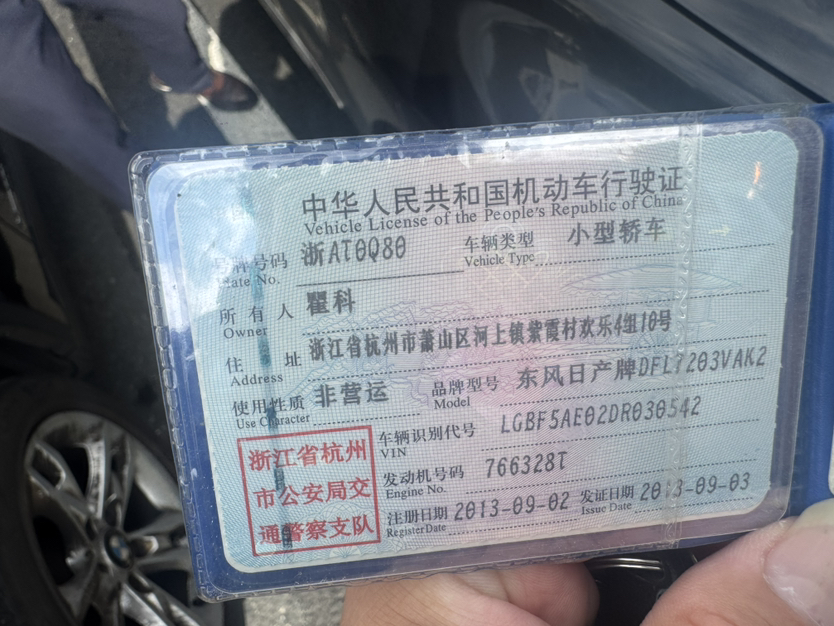 中华人民共和国机动车行驶证
Vehicle License of the People's Republic of China
号牌号码 浙AT0Q80 车辆类型 小型轿车
Plate No. Vehicle Type
所有人 瞿科
Owner
住址 浙江省杭州市萧山区河上镇紫霞村欢乐4组10号
Address
使用性质 非营运 品牌型号 东风日产牌DFL7203VAK2
Use Character Model
浙江省杭州
市公安局交
通警察支队
车辆识别代号 LGBF5AE02DR030542
VIN
发动机号码 766328T
Engine No.
注册日期 2013-09-02 发证日期 2013-09-03
Register Date Issue Date